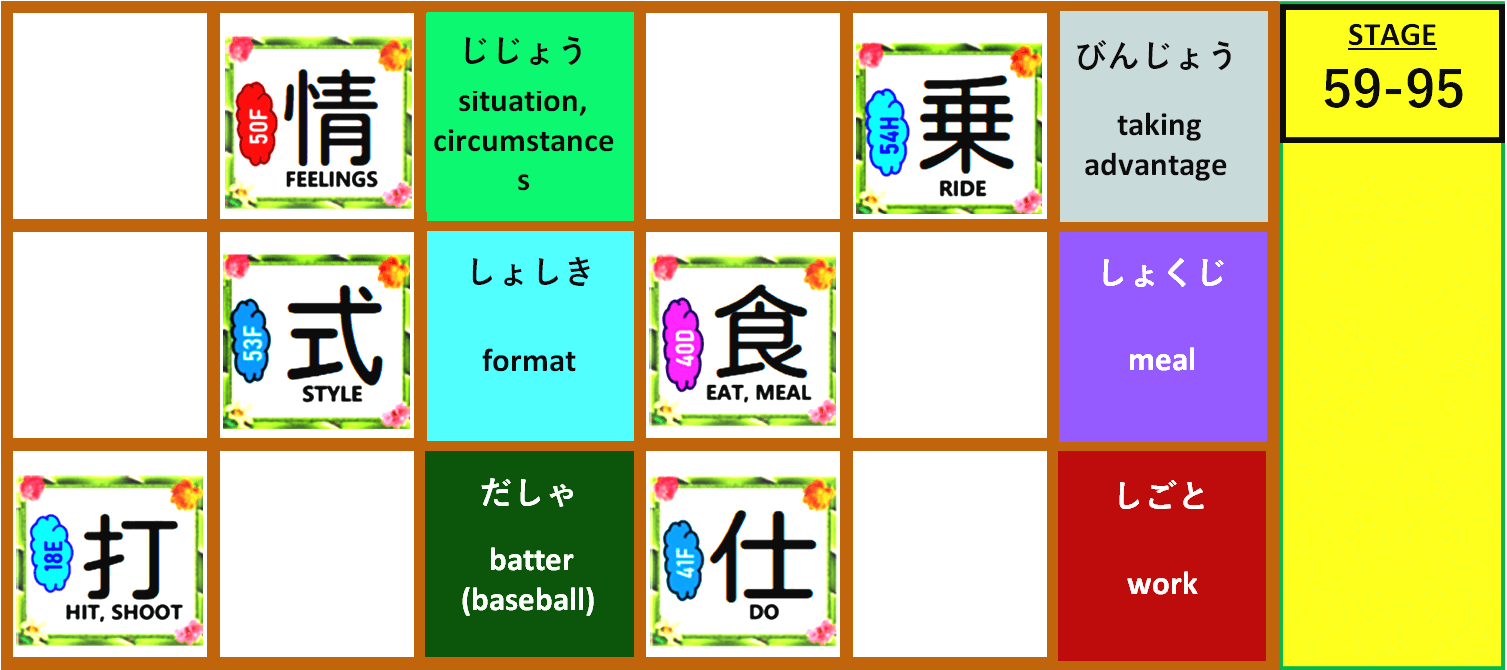 50F
情
FEELINGS
じじょう
situation,
circumstance
s
54H
乗
RIDE
びんじょう
taking
advantage
STAGE
59-95
53F
式
STYLE
しょしき
format
40D
食
EAT, MEAL
しょくじ
meal
18E
打
HIT, SHOOT
だしゃ
batter
(baseball)
41F
仕
DO
しごと
work